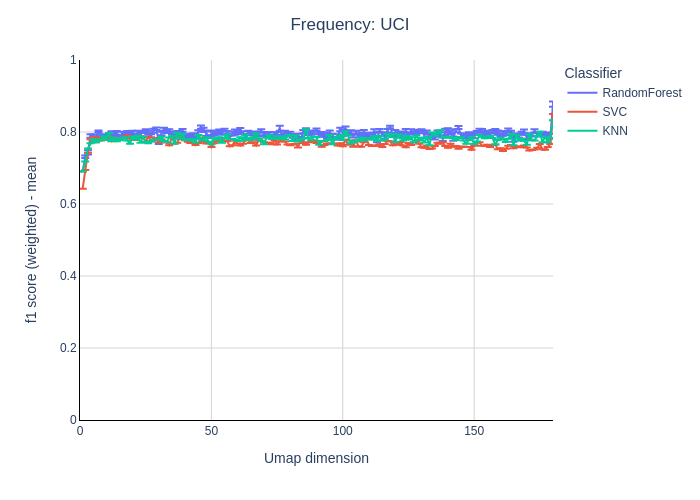 Frequency: UCI
Classifier
RandomForest
SVC
KNN
1
0.8
0.6
0.4
0.2
0
0
50
100
150
f1 score (weighted) - mean
Umap dimension